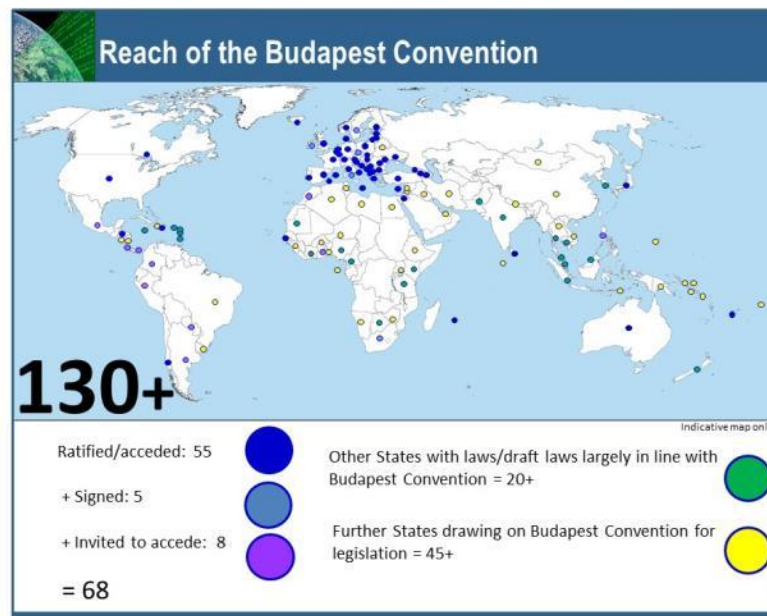 Reach of the Budapest Convention
130+
Indicative map onl
Ratified/acceded: 55
+ Signed: 5
+ Invited to accede: 8
= 68
Other States with laws/draft laws largely in line with
Budapest Convention = 20+
Further States drawing on Budapest Convention for
legislation = 45+